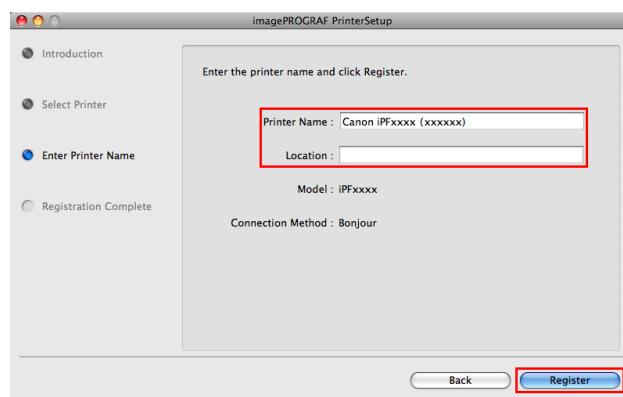 imagePROGRAF PrinterSetup
Introduction
Select Printer
Enter Printer Name
Registration Complete
Enter the printer name and click Register.
Printer Name : Canon iPFxxxx (xxxxxx)
Location :
Model : iPFxxxx
Connection Method : Bonjour
Back
Register